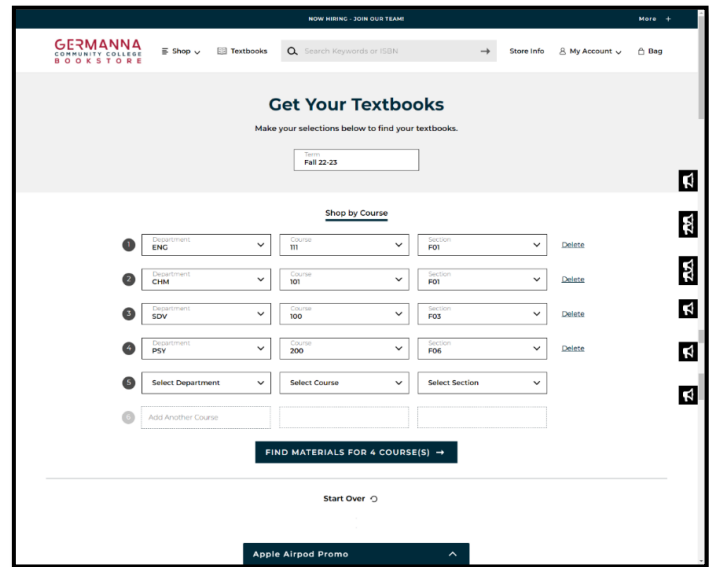 NOW HIRING - JOIN OUR TEAM!
More +
GERMANNA
COMMUNITY COLLEGE
BOOKSTORE
Shop
Textbooks
Search Keywords or ISBN
Store Info
My Account
Bag
Get Your Textbooks
Make your selections below to find your textbooks.
Term
Fall 22-23
Shop by Course
1
Department
ENG
Course
111
Section
F01
Delete
2
Department
CHM
Course
101
Section
F01
Delete
3
Department
SDV
Course
100
Section
F03
Delete
4
Department
PSY
Course
200
Section
F06
Delete
5
Select Department
Select Course
Select Section
6
Add Another Course
FIND MATERIALS FOR 4 COURSE(S) →
Start Over
Apple Airpod Promo